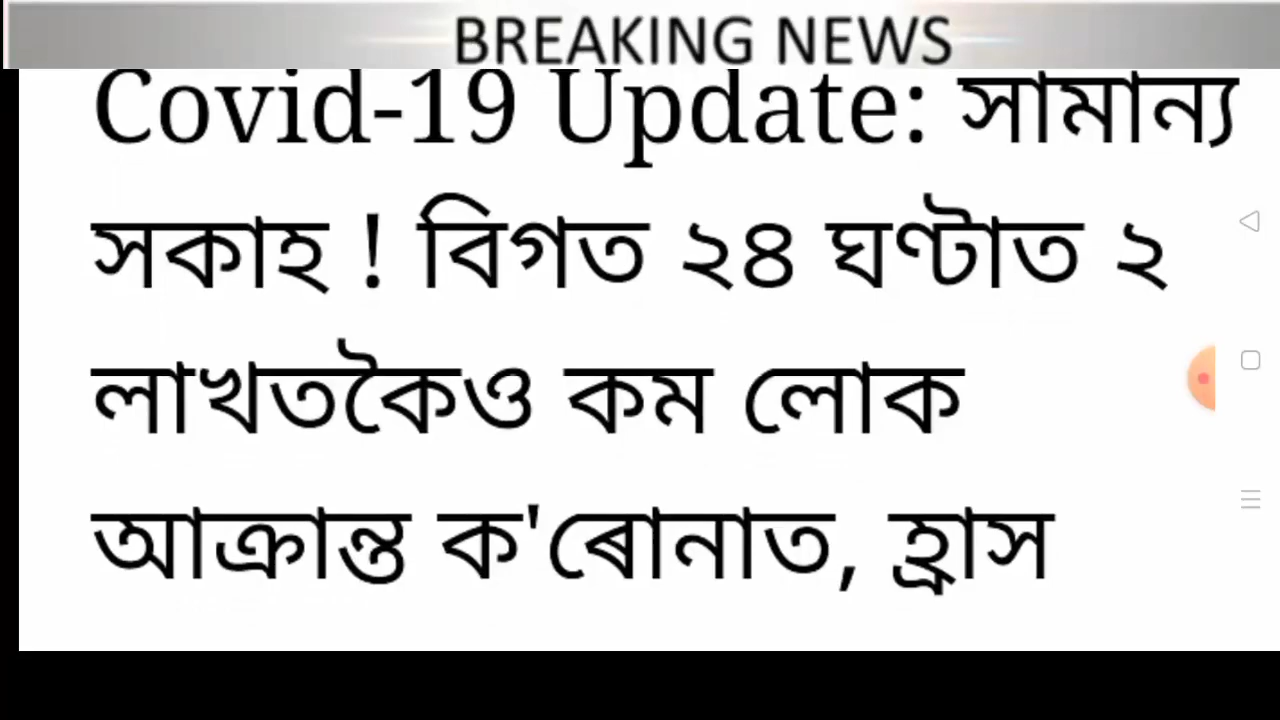 BREAKING NEWS
Covid-19 Update: সামান্য
সকাহ ! বিগত ২৪ ঘণ্টাত ২
লাখতকৈও কম লোক
আক্ৰান্ত ক'ৰোনাত, হ্ৰাস